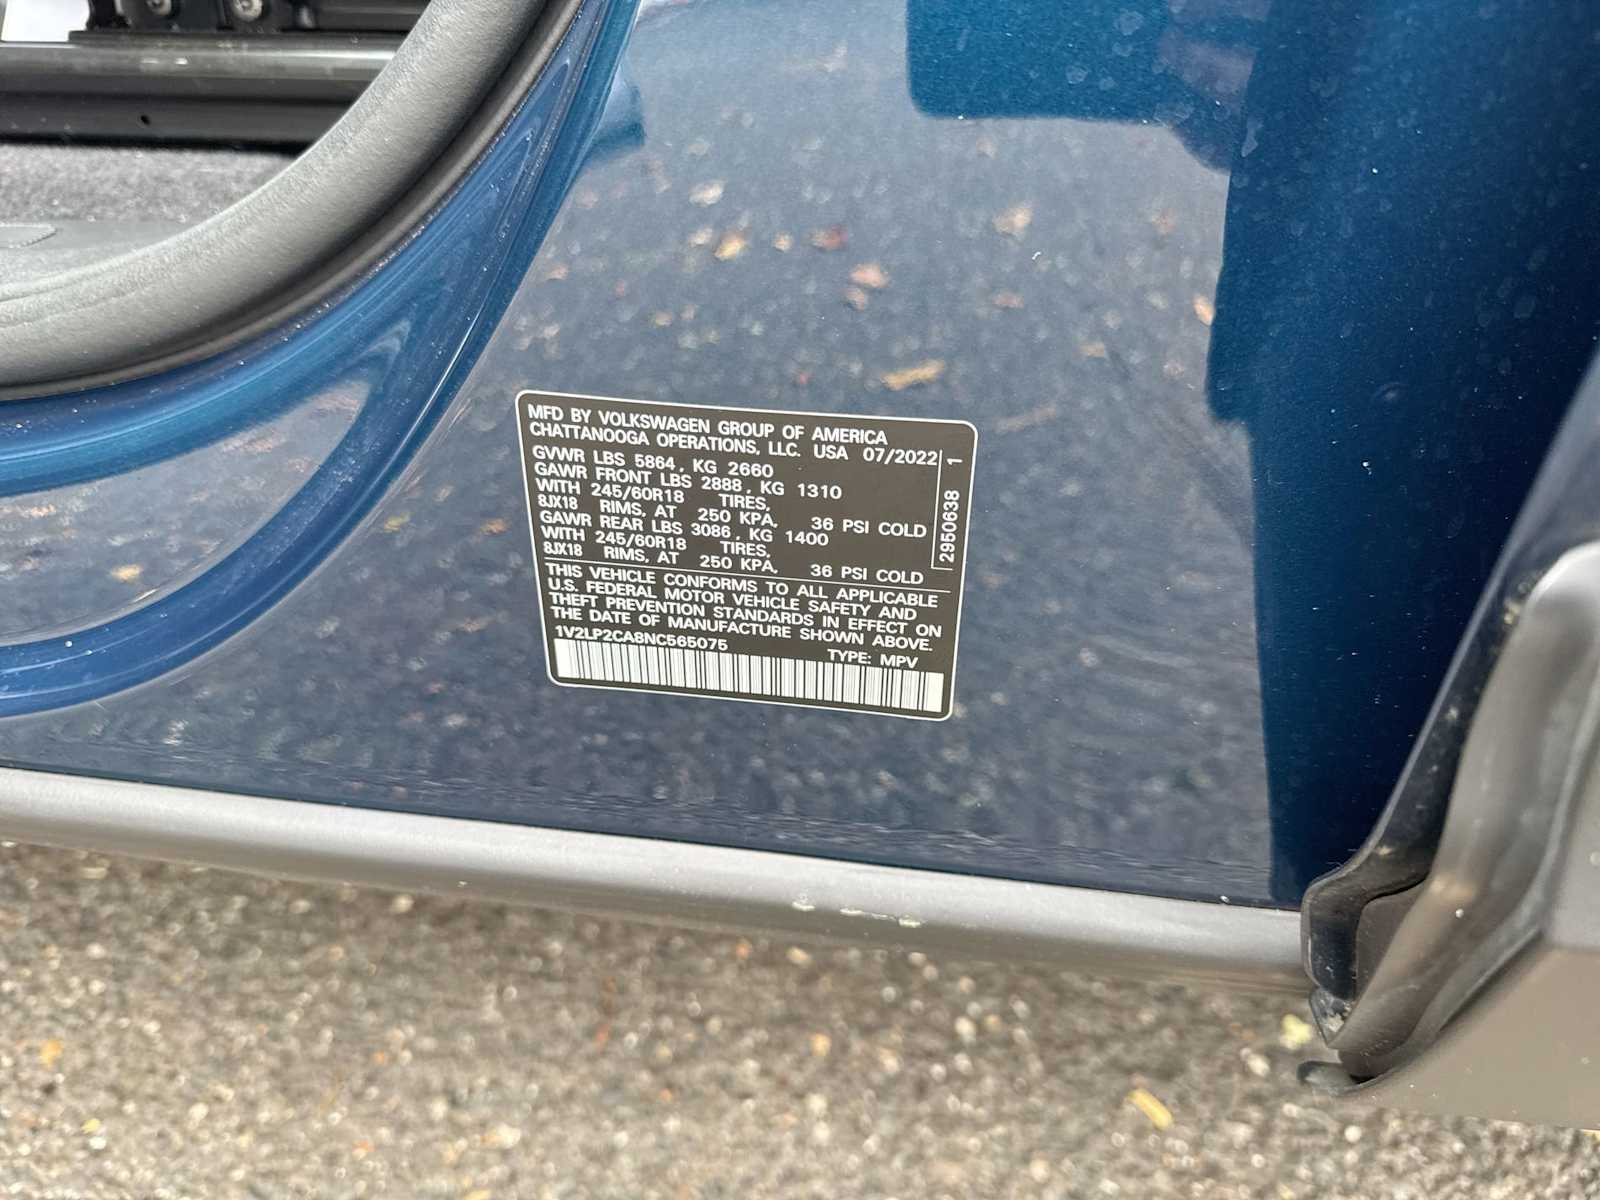 MFD BY VOLKSWAGEN GROUP OF AMERICA
CHATTANOOGA OPERATIONS, LLC. USA 07/2022
GVWR LBS 5864, KG 2660
GAWR FRONT LBS 2888, KG 1310
WITH 245/60R18 TIRES,
8JX18 RIMS, AT 250 KPA, 36 PSI COLD
GAWR REAR LBS 3086, KG 1400
WITH 245/60R18 TIRES,
8JX18 RIMS, AT 250 KPA, 36 PSI COLD
2950638 1
THIS VEHICLE CONFORMS TO ALL APPLICABLE
U.S. FEDERAL MOTOR VEHICLE SAFETY AND
THEFT PREVENTION STANDARDS IN EFFECT ON
THE DATE OF MANUFACTURE SHOWN ABOVE.
1V2LP2CA8NC565075 TYPE: MPV